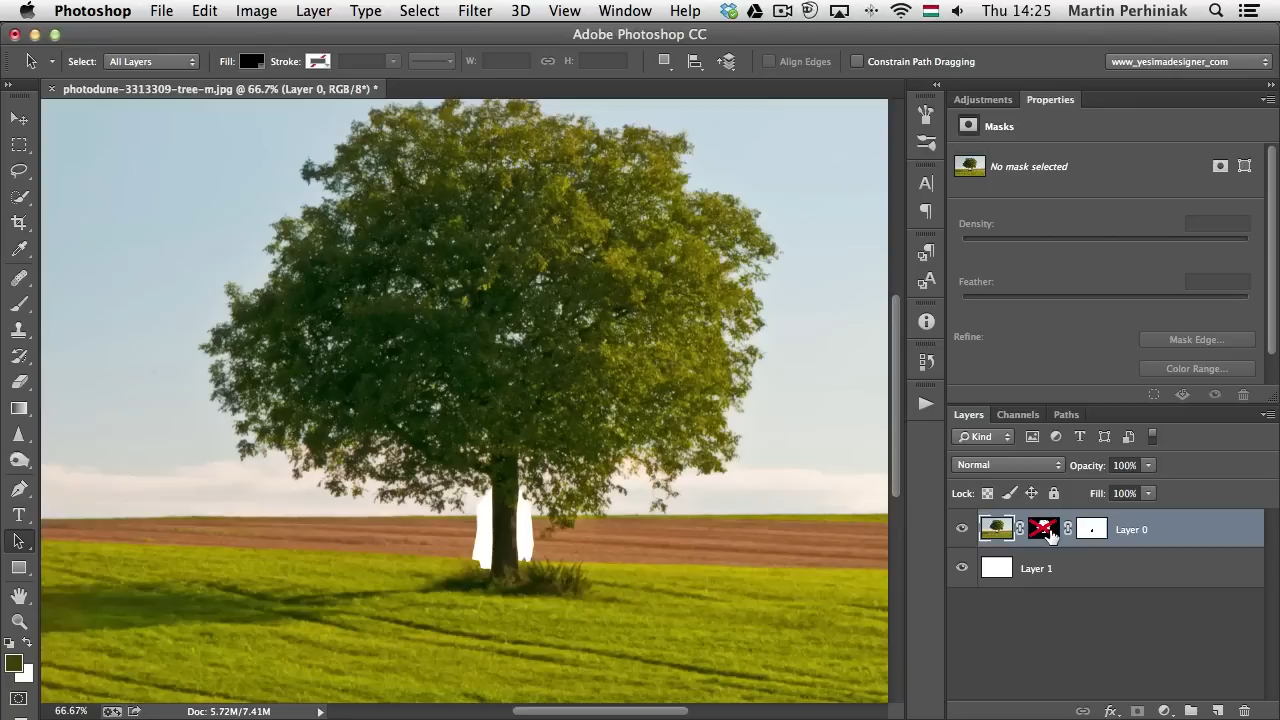 Photoshop File Edit Image Layer Type Select Filter 3D View Window Help Thu 14:25 Martin Perhiniak
Adobe Photoshop CC
Select: All Layers Fill: Stroke: W: H: Align Edges Constrain Path Dragging www_yesimadesigner_com
photodune-3313309-tree-m.jpg @ 66.7% (Layer 0, RGB/8*) *
Adjustments Properties
Masks
No mask selected
Density:
Feather:
Refine: Mask Edge...
Color Range...
Layers Channels Paths
Kind
Normal Opacity: 100%
Lock: Fill: 100%
Layer 0
Layer 1
66.67% Doc: 5.72M/7.41M